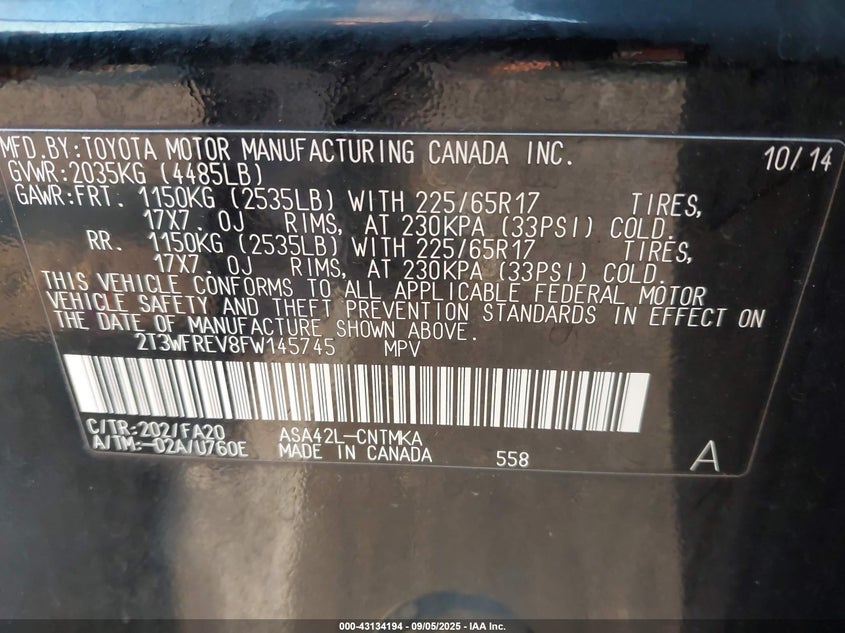 MFD.BY:TOYOTA MOTOR MANUFACTURING CANADA INC. 10/14
GVWR:2035KG (4485LB)
GAWR:FRT. 1150KG (2535LB) WITH 225/65R17 TIRES,
17X7.0J RIMS, AT 230KPA (33PSI) COLD.
RR. 1150KG (2535LB) WITH 225/65R17 TIRES,
17X7.0J RIMS, AT 230KPA (33PSI) COLD.
THIS VEHICLE CONFORMS TO ALL APPLICABLE FEDERAL MOTOR
VEHICLE SAFETY AND THEFT PREVENTION STANDARDS IN EFFECT ON
THE DATE OF MANUFACTURE SHOWN ABOVE.
2T3WFREV8FW145745 MPV
C/TR:202/FA20 ASA42L-CNTMKA
A/TM:-02A/U760E MADE IN CANADA 558 A
000-43134194 - 09/05/2025 - IAA Inc.